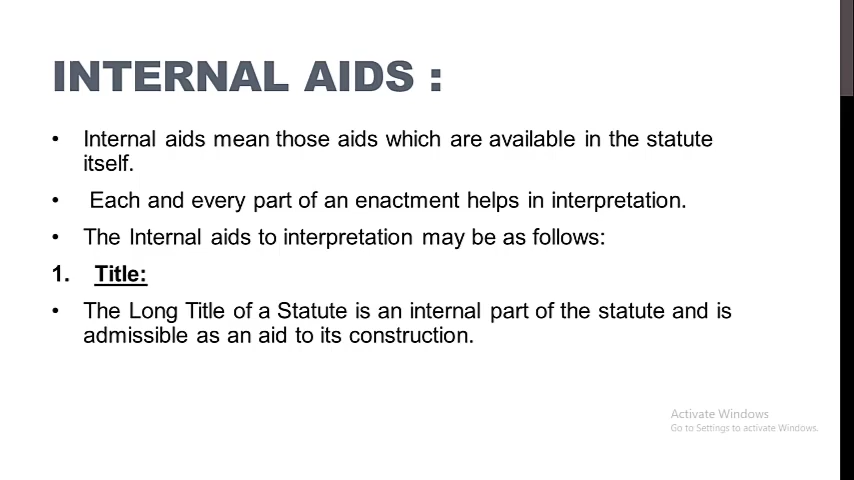 INTERNAL AIDS :
• Internal aids mean those aids which are available in the statute
itself.
• Each and every part of an enactment helps in interpretation.
• The Internal aids to interpretation may be as follows:
1. Title:
• The Long Title of a Statute is an internal part of the statute and is
admissible as an aid to its construction.
Activate Windows
Go to Settings to activate Windows.